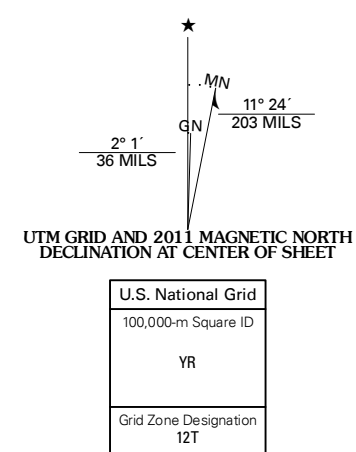 ★
MN
GN
11° 24´
203 MILS
2° 1´
36 MILS
UTM GRID AND 2011 MAGNETIC NORTH
DECLINATION AT CENTER OF SHEET
U.S. National Grid
100,000-m Square ID
YR
Grid Zone Designation
12T